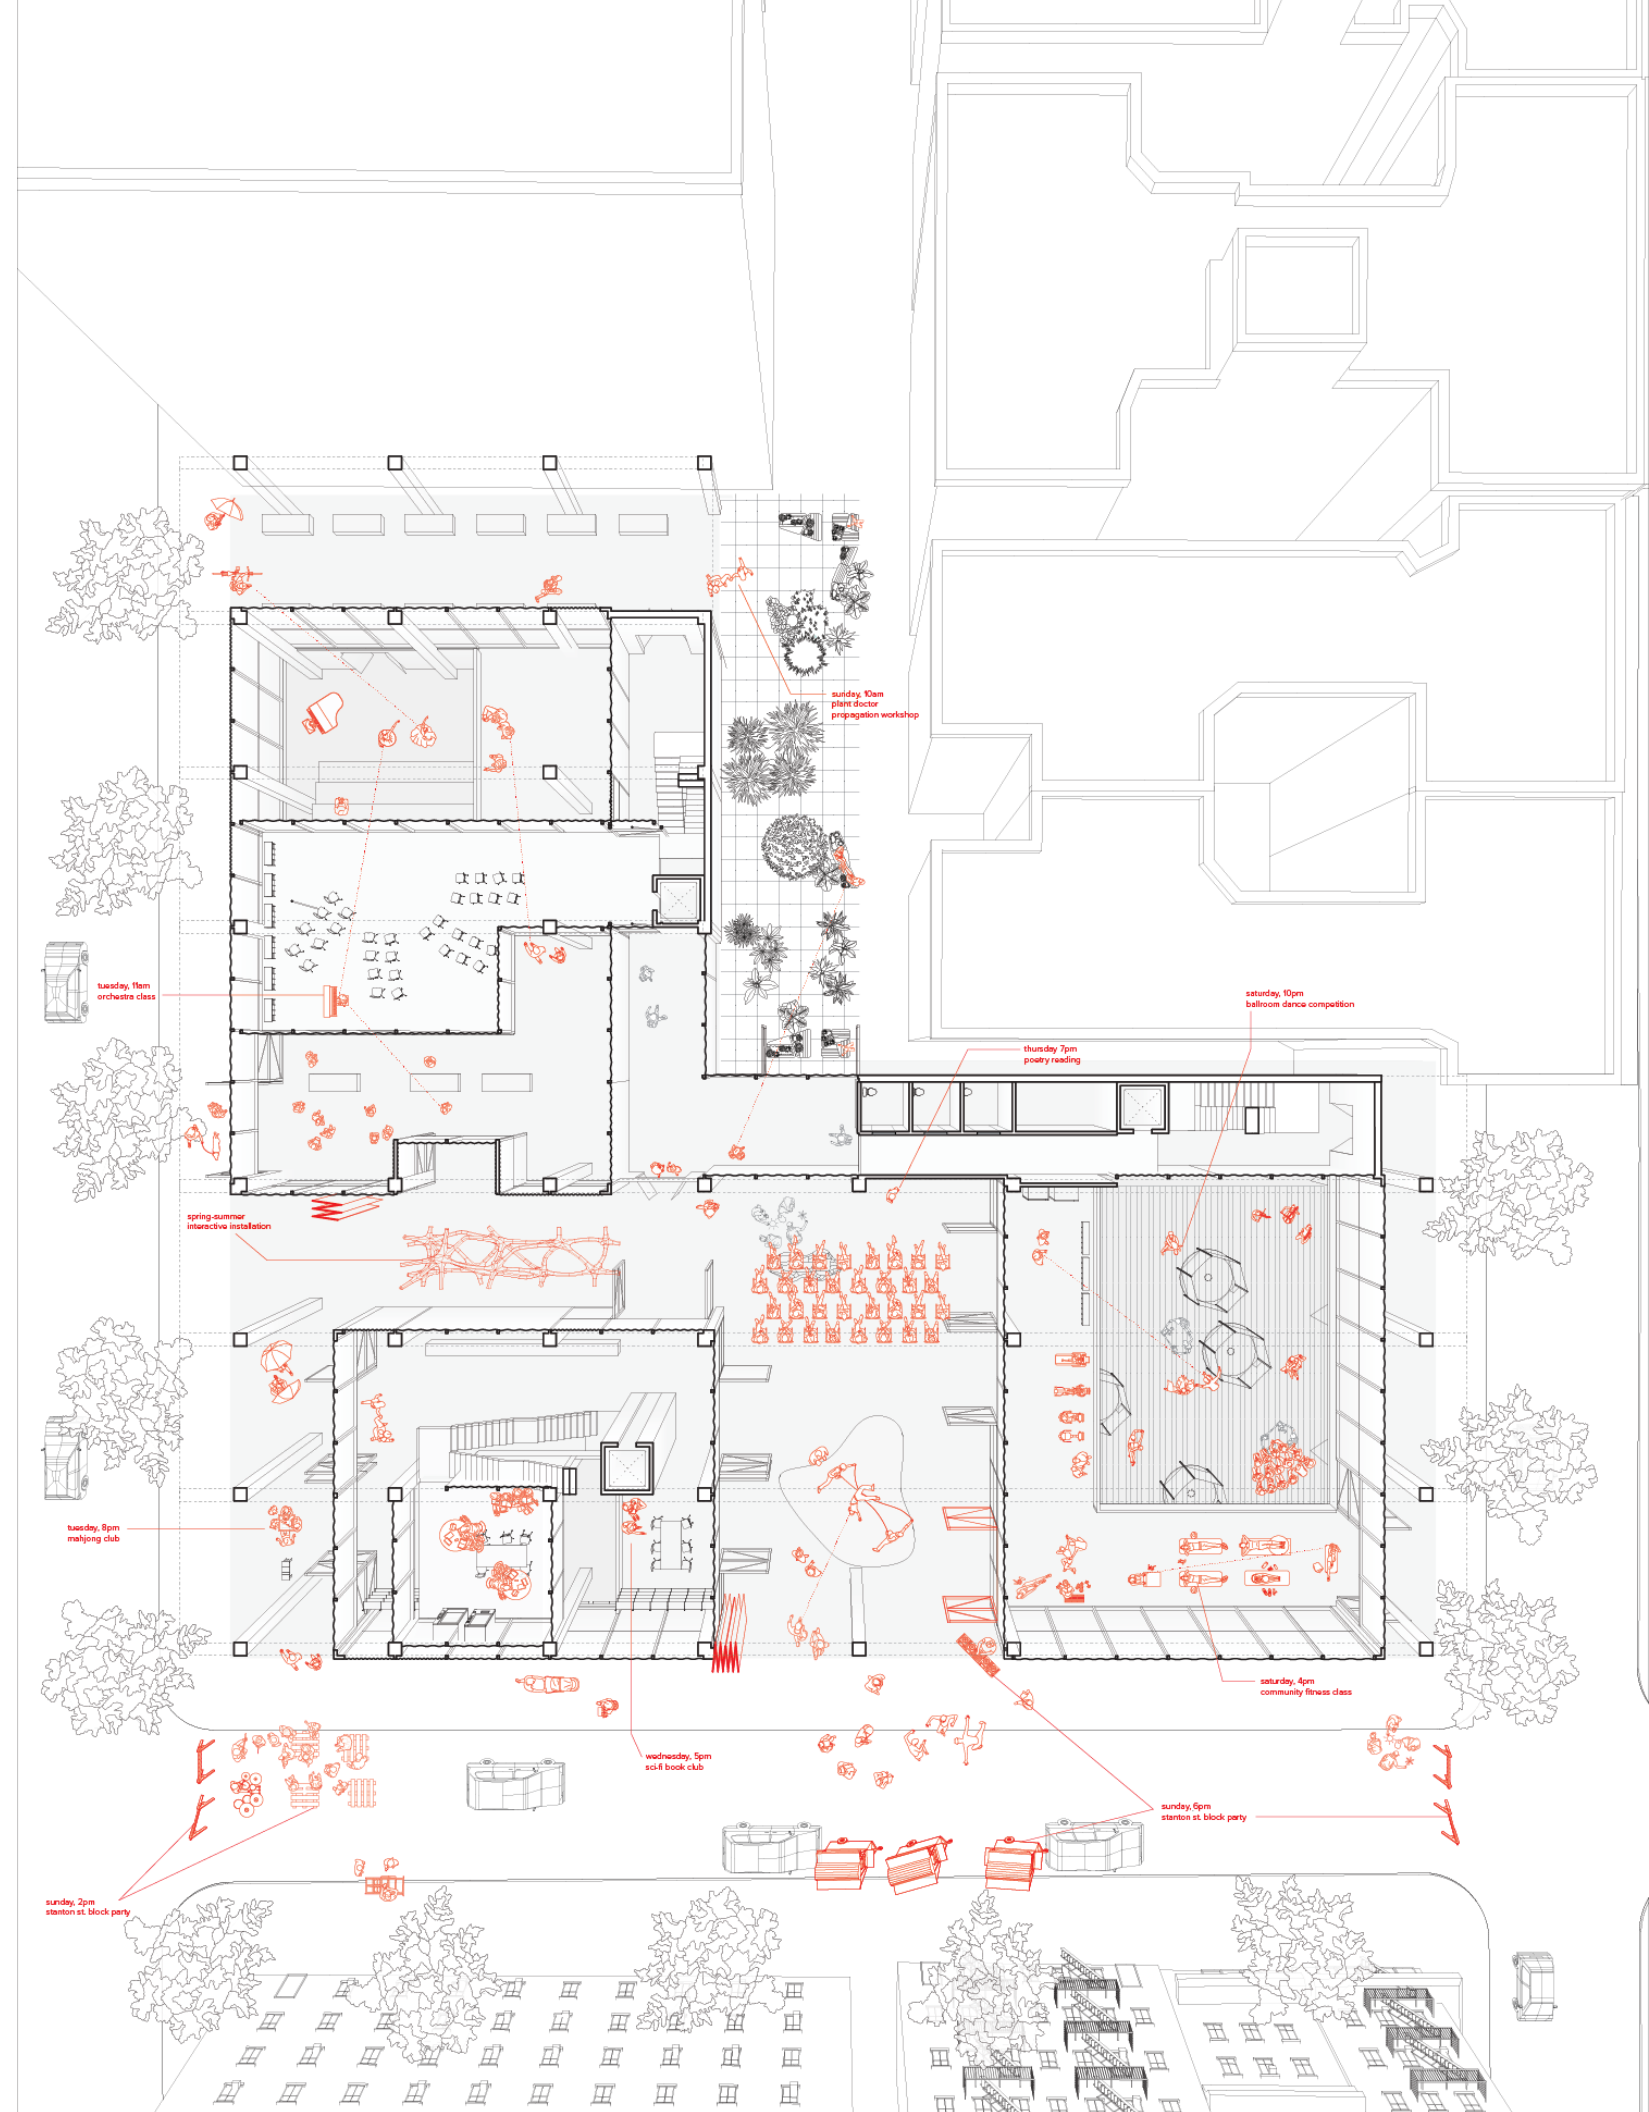 sunday, 10am
plant doctor
propagation workshop
tuesday, 11am
orchestra class
saturday, 10pm
ballroom dance competition
thursday 7pm
poetry reading
spring-summer
interactive installation
tuesday, 8pm
mahjong club
saturday, 4pm
community fitness class
wednesday, 5pm
sci-fi book club
sunday, 6pm
stanton st. block party
sunday, 2pm
stanton st. block party